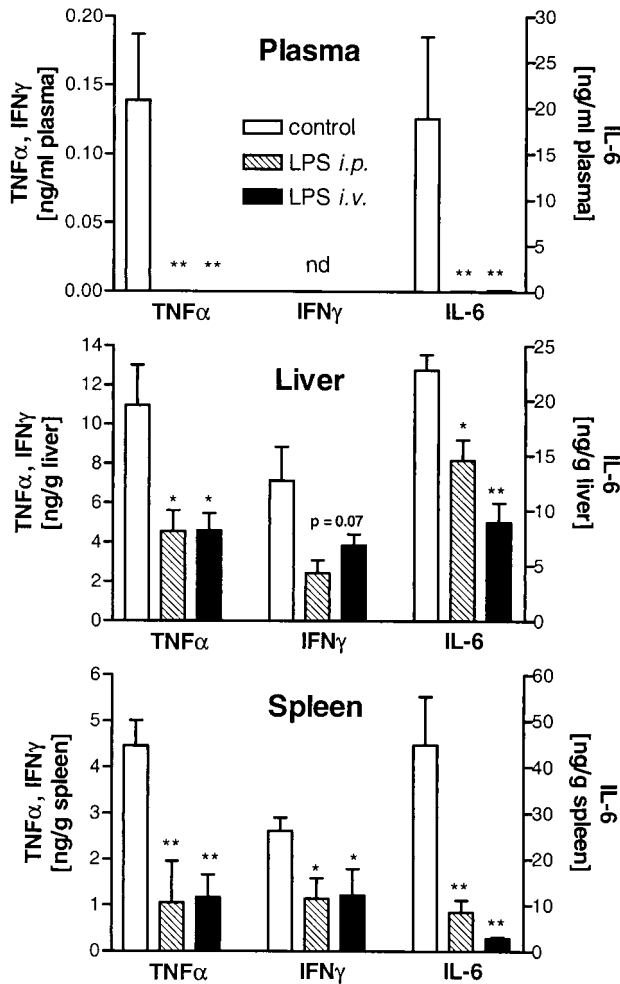 Plasma
TNFα, IFNγ
[ng/ml plasma]
0.20
0.15
0.10
0.05
0.00
control
LPS i.p.
LPS i.v.
** **
nd
** **
30
25
20
15
10
5
0
IL-6
[ng/ml plasma]
TNFα IFNγ IL-6
Liver
TNFα, IFNγ
[ng/g liver]
14
12
10
8
6
4
2
0
* *
p = 0.07
*
**
25
20
15
10
5
0
IL-6
[ng/g liver]
TNFα IFNγ IL-6
Spleen
TNFα, IFNγ
[ng/g spleen]
6
5
4
3
2
1
0
** **
* *
**
**
60
50
40
30
20
10
0
IL-6
[ng/g spleen]
TNFα IFNγ IL-6